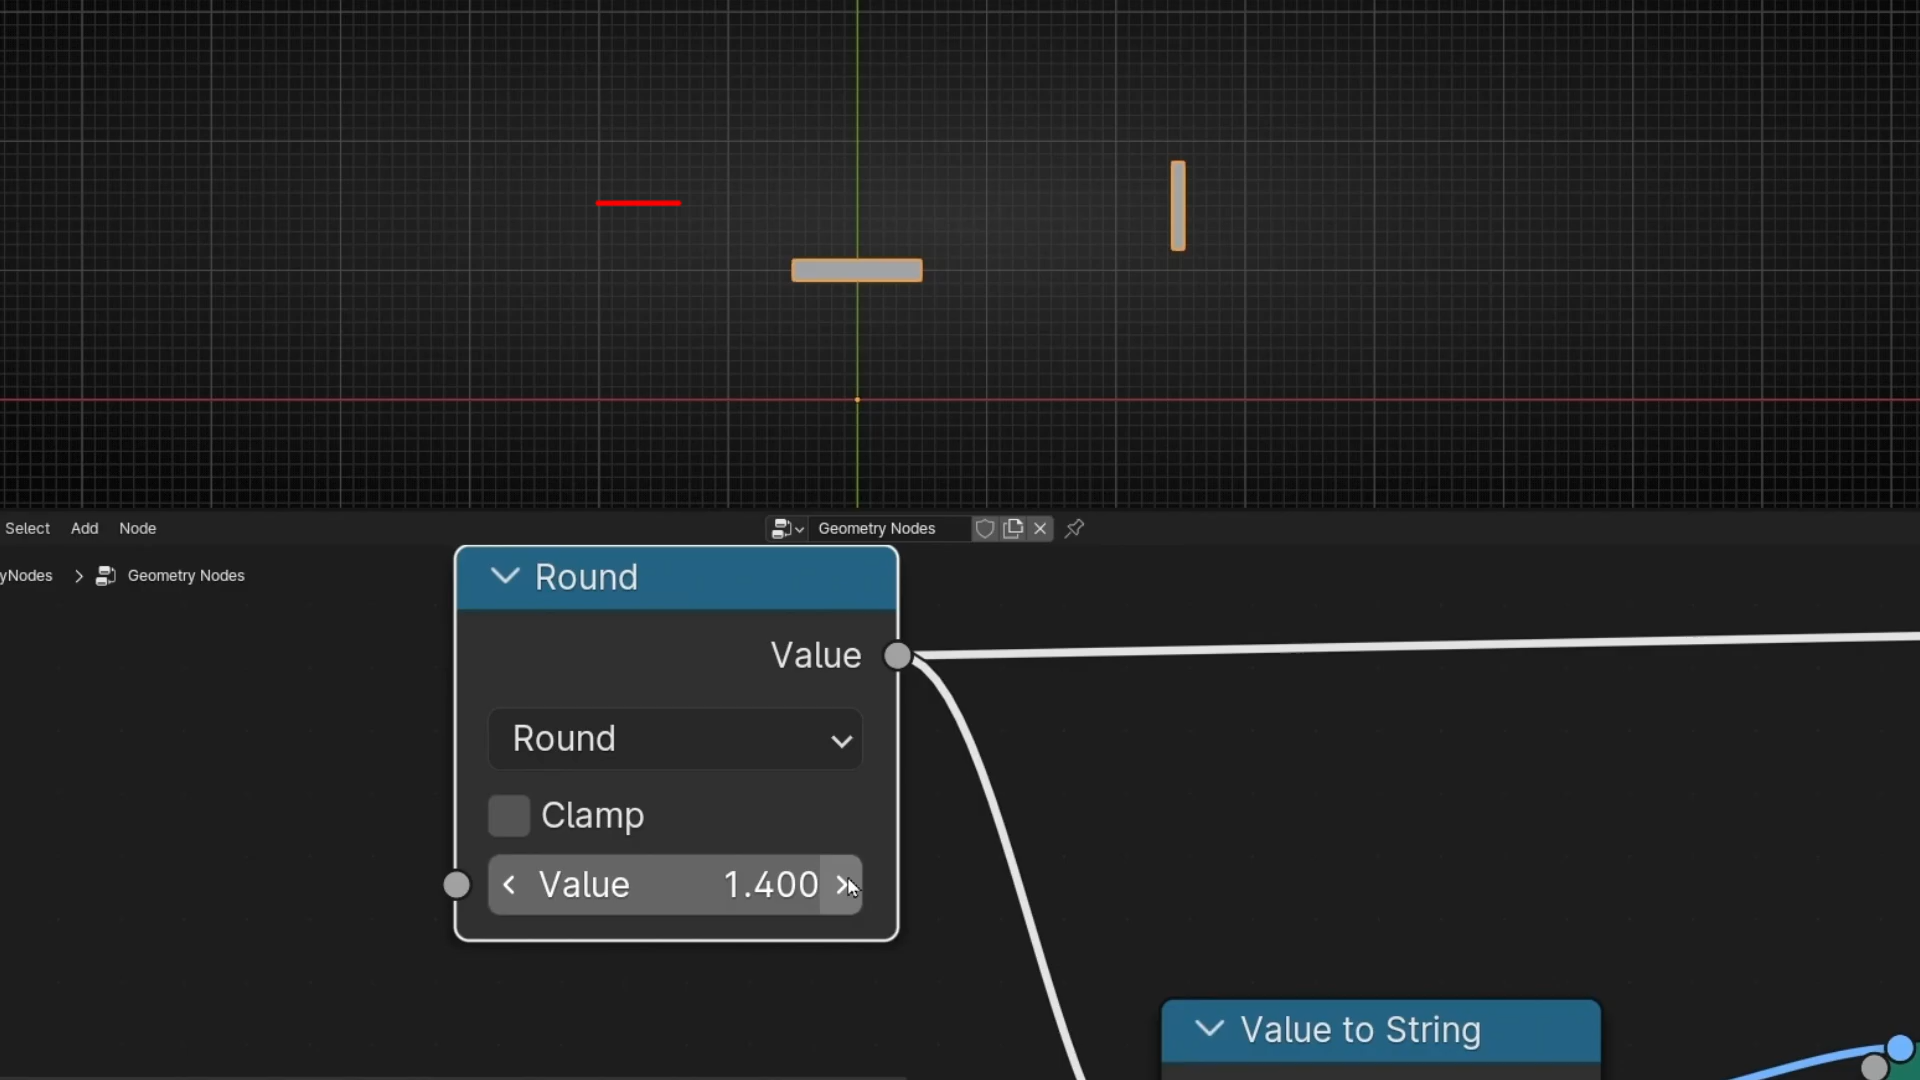 Select Add Node Geometry Nodes
yNodes Geometry Nodes
Round
Value
Round
Clamp
Value 1.400
Value to String